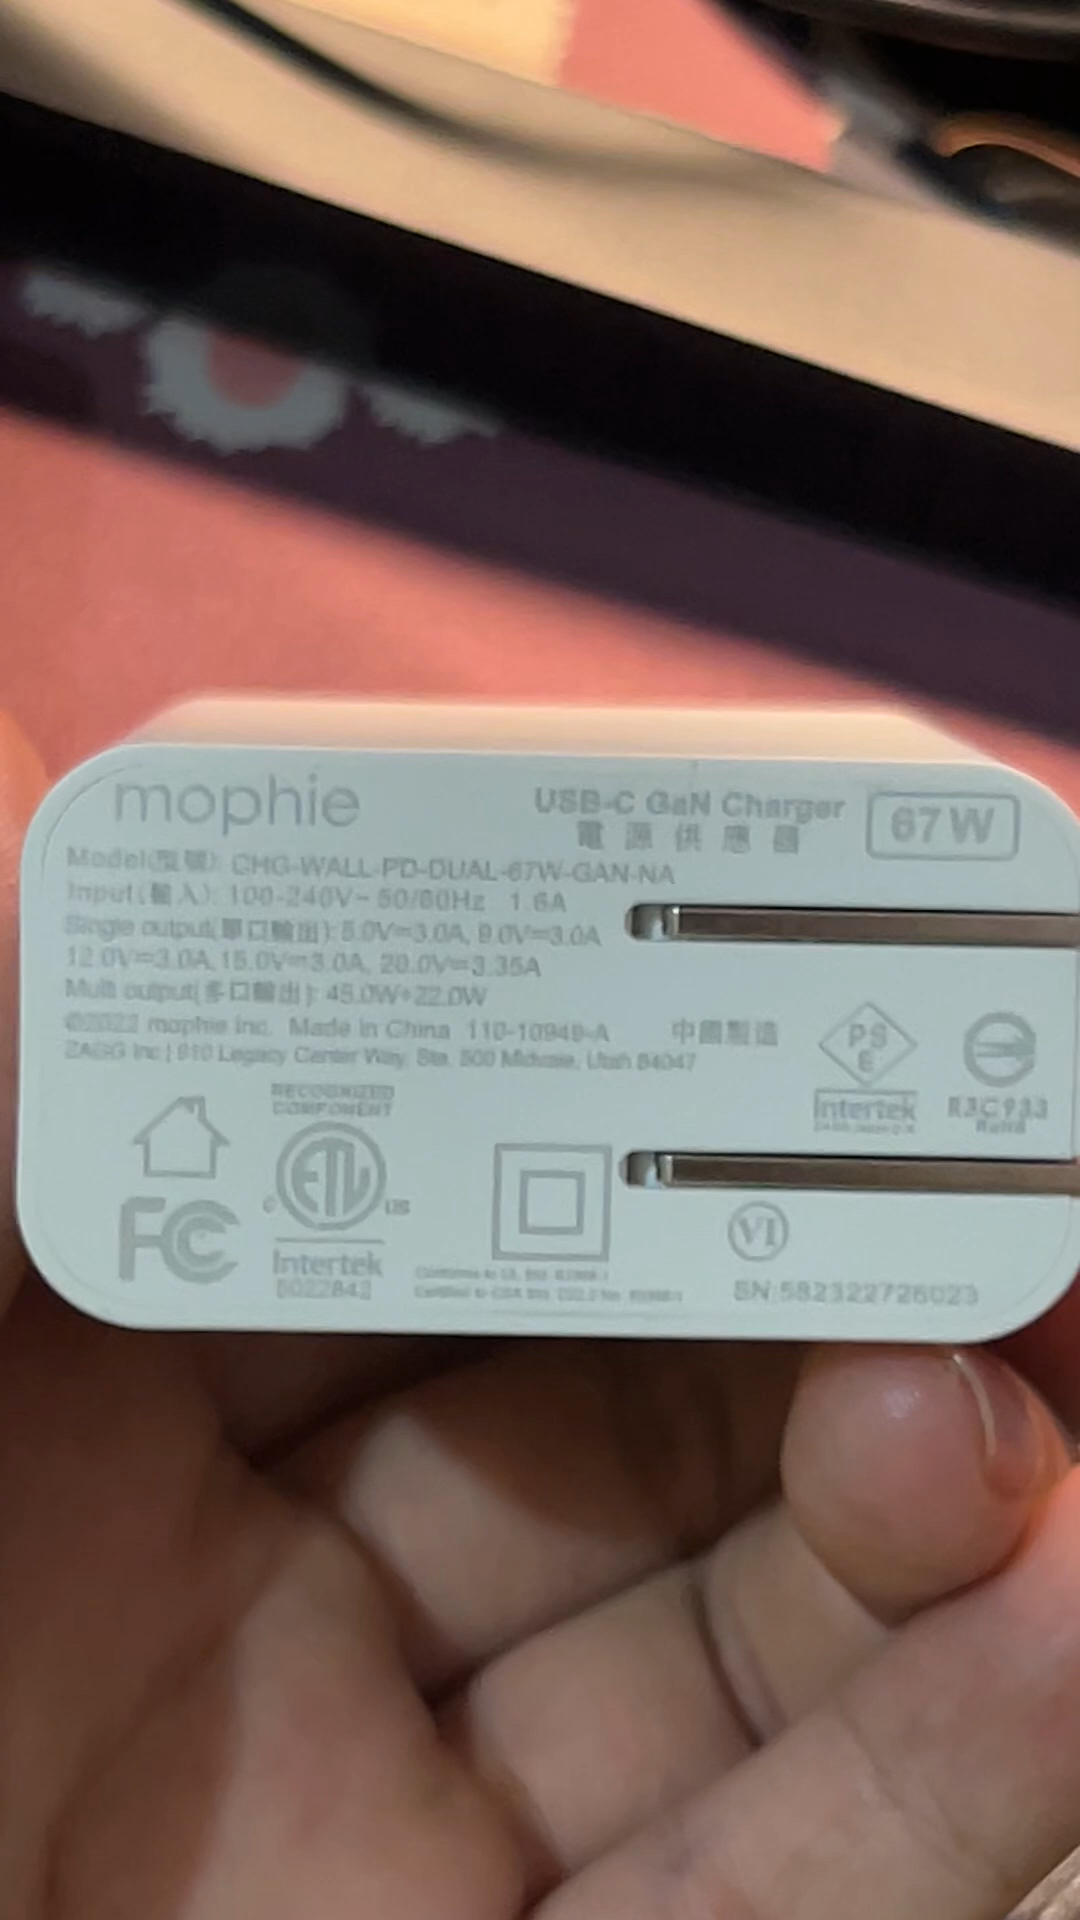 mophie
USB-C GaN Charger
電源供應器
67W
Model(型號): CHG-WALL-PD-DUAL-67W-GAN-NA
Input(輸入): 100-240V~ 50/60Hz 1.6A
Single output(單口輸出): 5.0V=3.0A, 9.0V=3.0A
12.0V=3.0A, 15.0V=3.0A, 20.0V=3.35A
Multi output(多口輸出): 45.0W+22.0W
©2022 mophie Inc. Made in China 110-10949-A 中國製造
ZAGG Inc | 910 Legacy Center Way, Ste. 500 Midvale, Utah 84047
PS
E
Intertek
R3C933
RoHS
RECOGNIZED
COMPONENT
ETL
c
us
Intertek
5022842
FC
VI
SN:582322726023